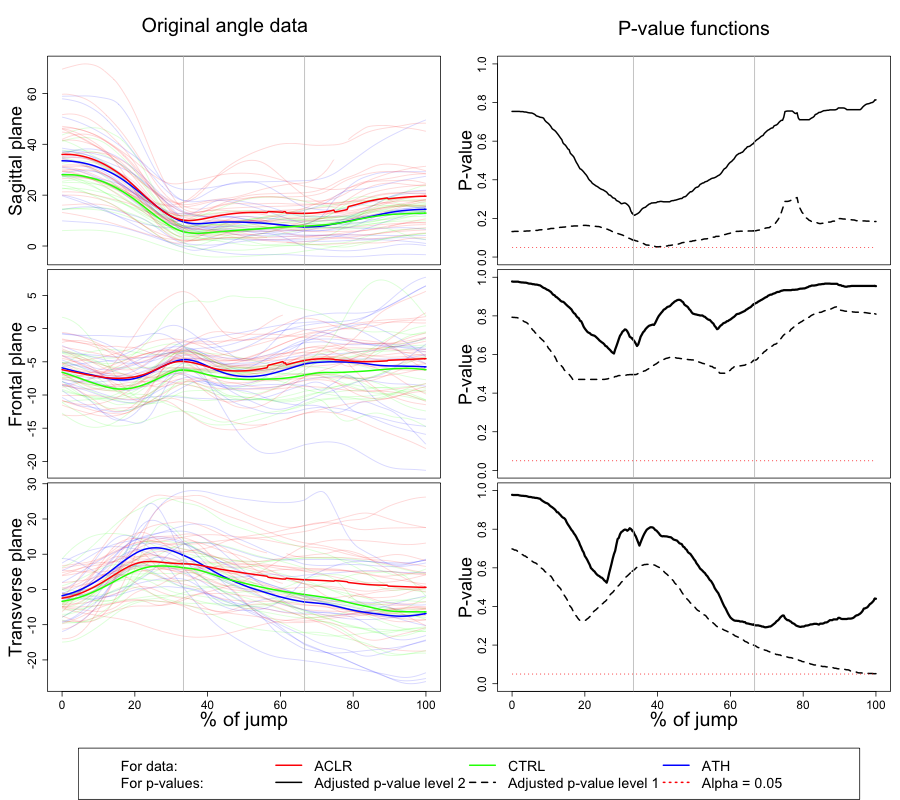 Original angle data
P-value functions
Sagittal plane
0 20 40 60
P-value
0.0 0.2 0.4 0.6 0.8 1.0
Frontal plane
-20 -15 -10 -5 0 5
P-value
0.0 0.2 0.4 0.6 0.8 1.0
Transverse plane
-20 -10 0 10 20 30
P-value
0.0 0.2 0.4 0.6 0.8 1.0
0 20 40 60 80 100
0 20 40 60 80 100
% of jump
% of jump
For data: ACLR CTRL ATH
For p-values: Adjusted p-value level 2 Adjusted p-value level 1 Alpha = 0.05